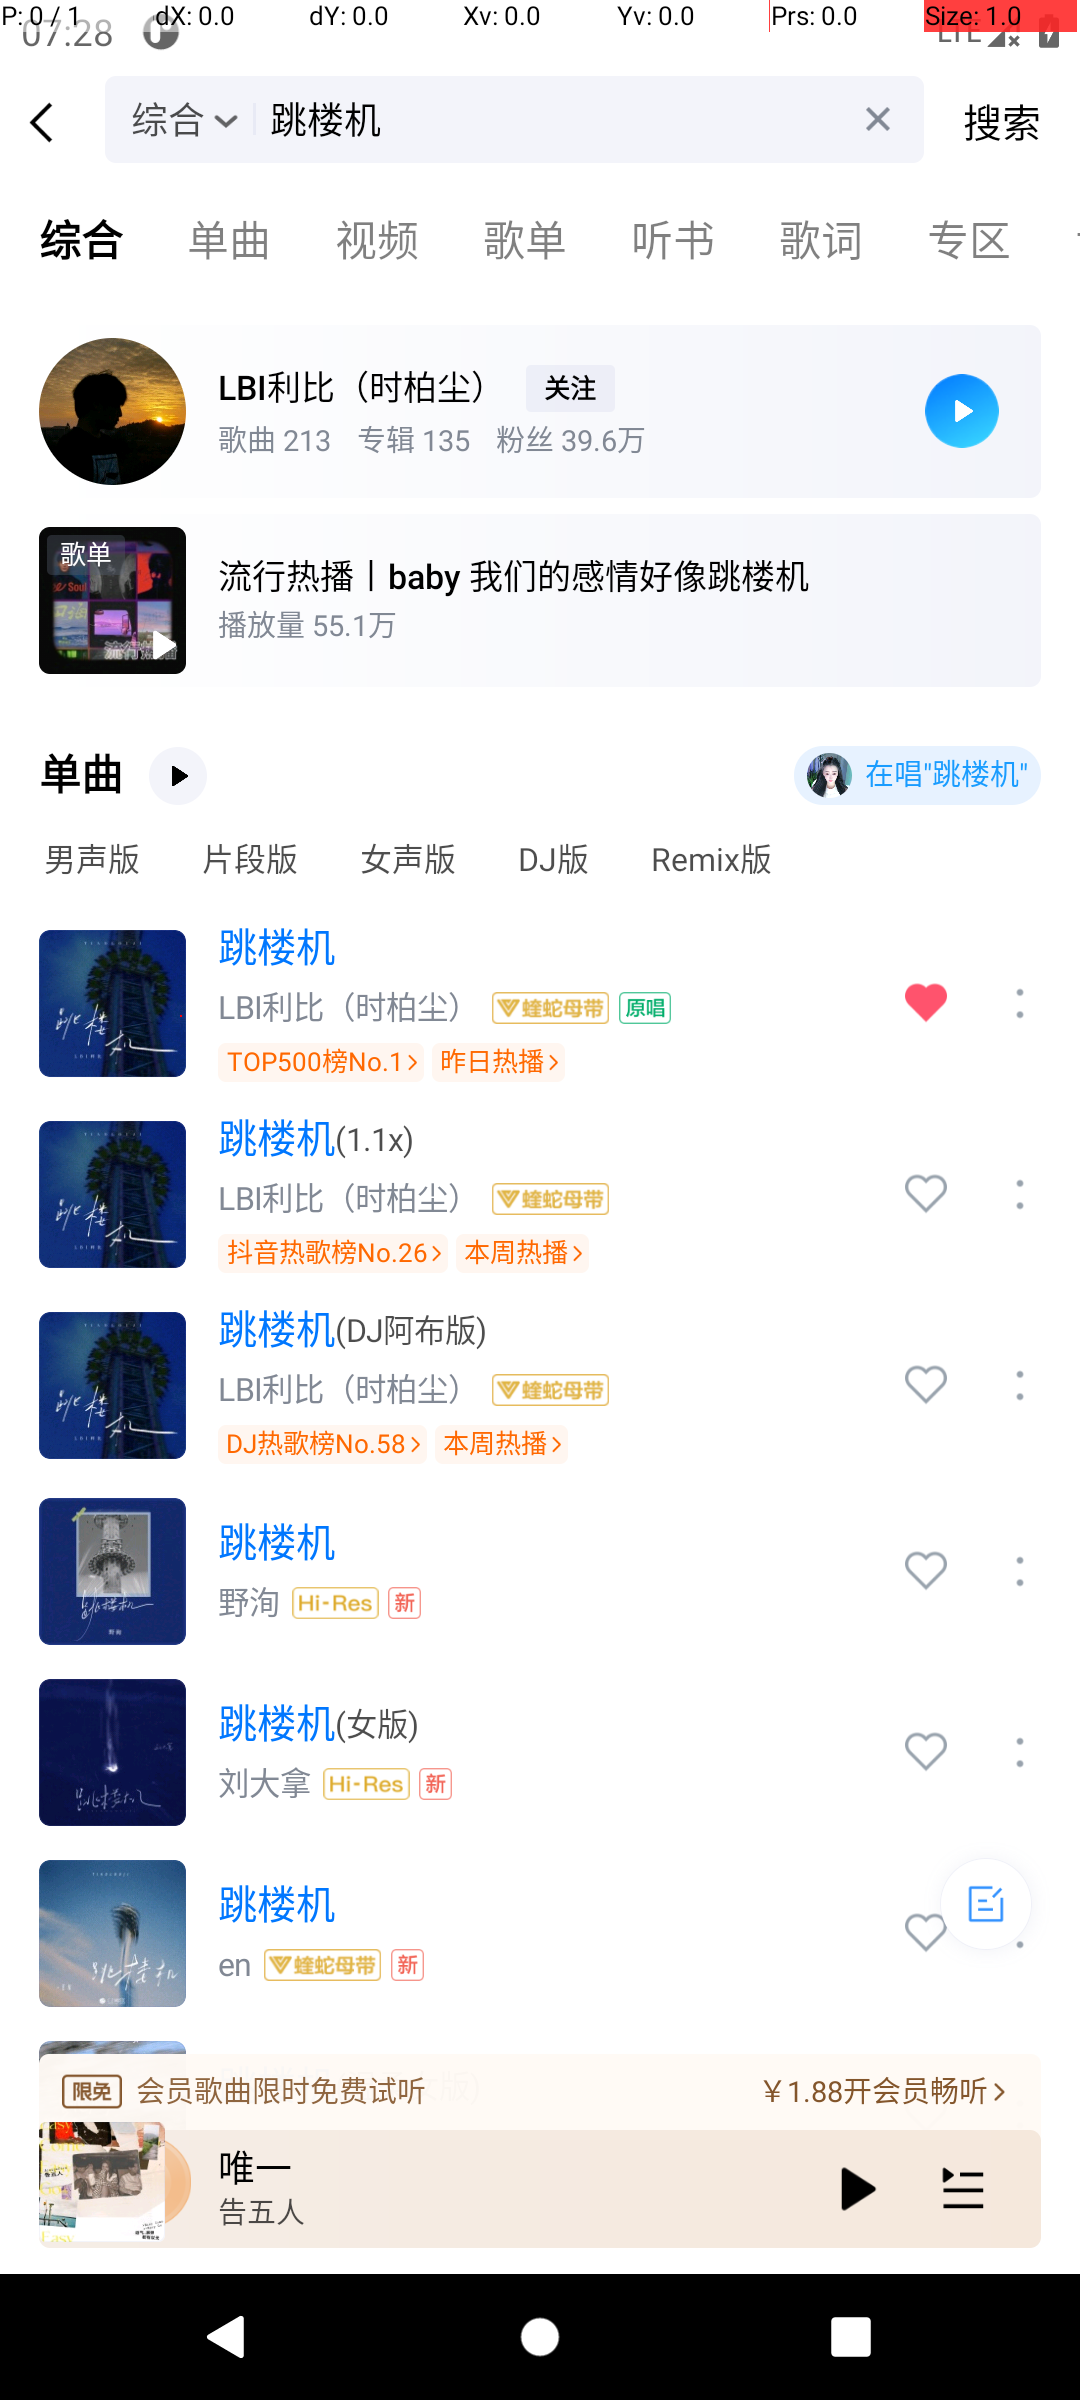 P: 0 / 1 dX: 0.0 dY: 0.0 Xv: 0.0 Yv: 0.0 Prs: 0.0 Size: 1.0
07:28 LTE
综合 跳楼机 搜索
综合 单曲 视频 歌单 听书 歌词 专区
LBI利比（时柏尘） 关注
歌曲 213 专辑 135 粉丝 39.6万
歌单
流行热播丨baby 我们的感情好像跳楼机
播放量 55.1万
单曲 在唱"跳楼机"
男声版 片段版 女声版 DJ版 Remix版
跳楼机
LBI利比（时柏尘） 蝰蛇母带 原唱
TOP500榜No.1 昨日热播
跳楼机(1.1x)
LBI利比（时柏尘） 蝰蛇母带
抖音热歌榜No.26 本周热播
跳楼机(DJ阿布版)
LBI利比（时柏尘） 蝰蛇母带
DJ热歌榜No.58 本周热播
跳楼机
野洵 Hi-Res 新
跳楼机(女版)
刘大拿 Hi-Res 新
跳楼机
en 蝰蛇母带 新
限免 会员歌曲限时免费试听 ￥1.88开会员畅听
唯一
告五人